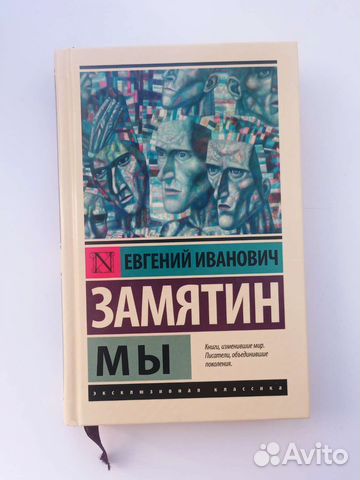 N ЕВГЕНИЙ ИВАНОВИЧ
ЗАМЯТИН
МЫ
Книги, изменившие мир.
Писатели, объединившие
поколения.
ЭКСКЛЮЗИВНАЯ КЛАССИКА
Avito